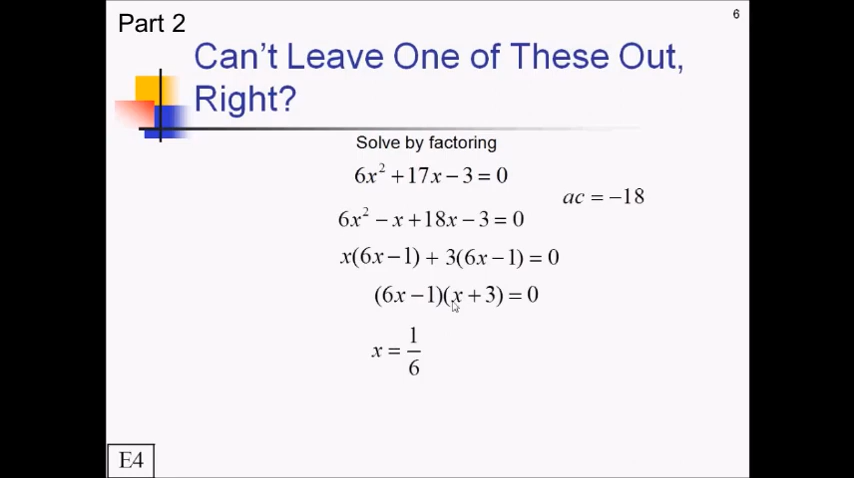 Part 2
6
Can't Leave One of These Out,
Right?
Solve by factoring
6x² + 17x − 3 = 0
ac = −18
6x² − x + 18x − 3 = 0
x(6x − 1) + 3(6x − 1) = 0
(6x − 1)(x + 3) = 0
x = 1/6
E4